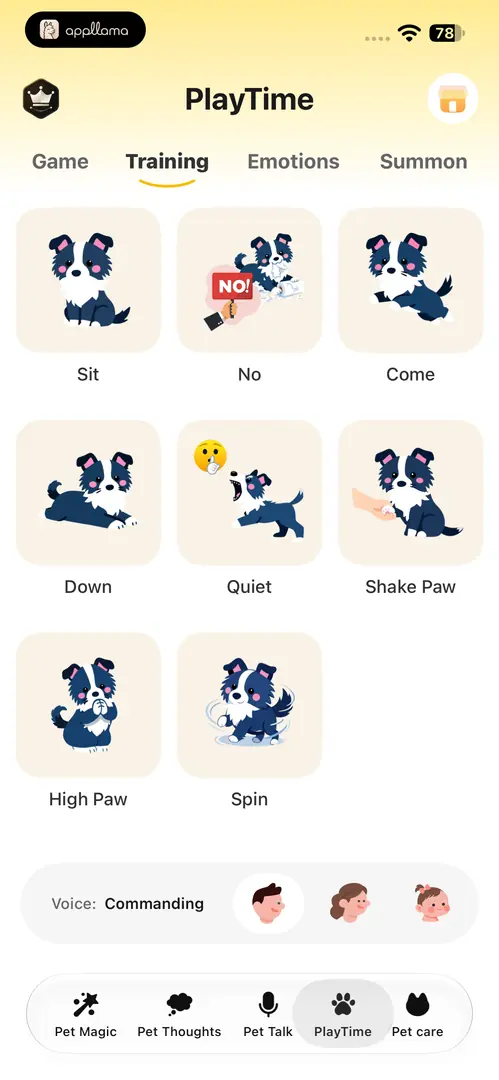 appllama
78
PlayTime
Game Training Emotions Summon
NO!
Sit No Come
Down Quiet Shake Paw
High Paw Spin
Voice: Commanding
Pet Magic Pet Thoughts Pet Talk PlayTime Pet care